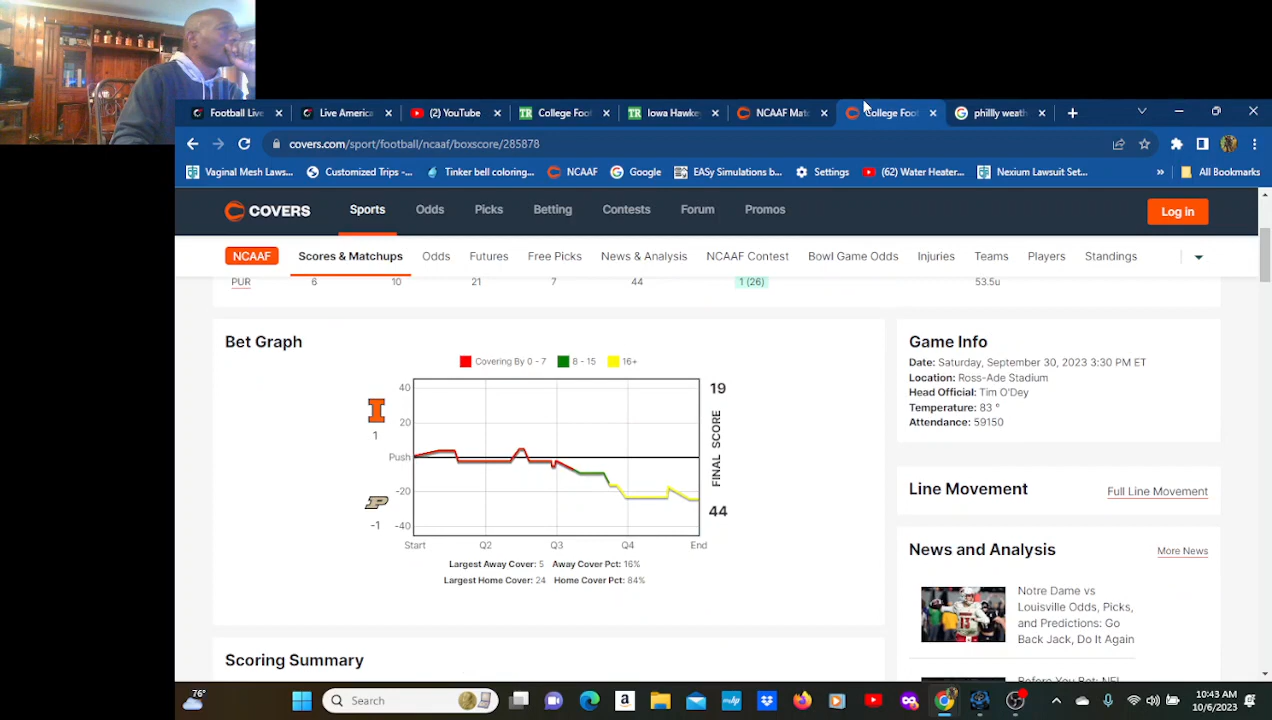 Football Live
Live America
(2) YouTube
College Foo
Iowa Hawkey
NCAA Mat
College Foot
philly weath
covers.com/sport/football/ncaaf/boxscore/285878
Vaginal Mesh Laws...
Customized Trips -...
Tinker bell coloring...
NCAAF
Google
EASy Simulations b...
Settings
(62) Water Heater...
Nexium Lawsuit Set...
»
All Bookmarks
COVERS
Sports
Odds
Picks
Betting
Contests
Forum
Promos
Log in
NCAAF
Scores & Matchups
Odds
Futures
Free Picks
News & Analysis
NCAAF Contest
Bowl Game Odds
Injuries
Teams
Players
Standings
PUR 6 10 21 7 44 1 (26) 53.5u
Bet Graph
Covering By 0 - 7
8 - 15
16+
40
20
Push
-20
-40
I
1
P
-1
19
FINAL SCORE
44
Start Q2 Q3 Q4 End
Largest Away Cover: 5 Away Cover Pct: 16%
Largest Home Cover: 24 Home Cover Pct: 84%
Scoring Summary
Game Info
Date: Saturday, September 30, 2023 3:30 PM ET
Location: Ross-Ade Stadium
Head Official: Tim O'Dey
Temperature: 83 °
Attendance: 59150
Line Movement
Full Line Movement
News and Analysis
More News
Notre Dame vs
Louisville Odds, Picks,
and Predictions: Go
Back Jack, Do It Again
Before You Bet: NFL
76°
Search
10:43 AM
10/6/2023